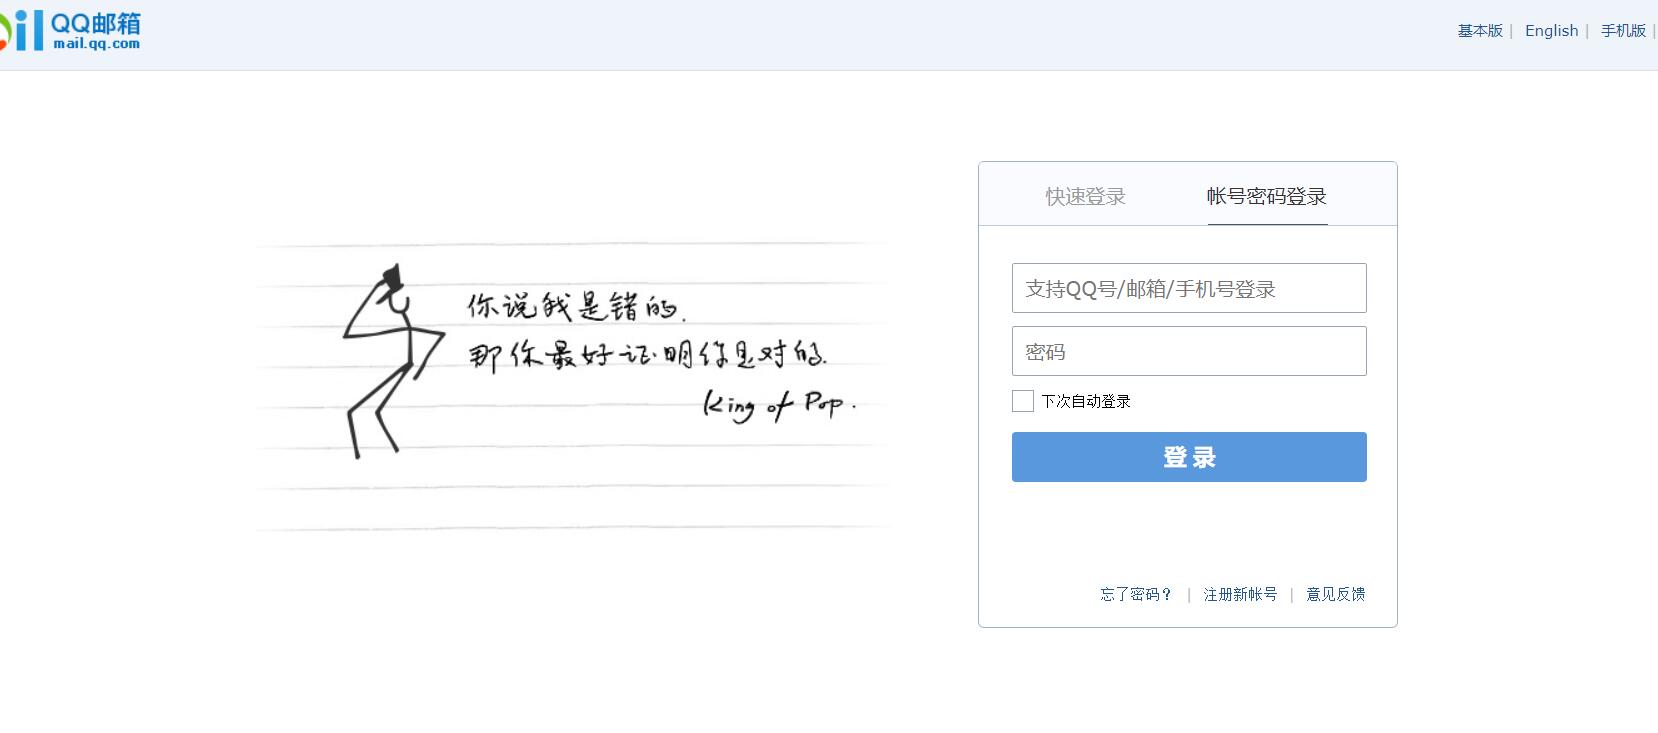 il QQ邮箱
mail.qq.com
基本版 | English | 手机版 |
快速登录 帐号密码登录
支持QQ号/邮箱/手机号登录
密码
下次自动登录
登录
忘了密码？ | 注册新帐号 | 意见反馈
你说我是错的.
那你最好证明你是对的.
King of Pop.